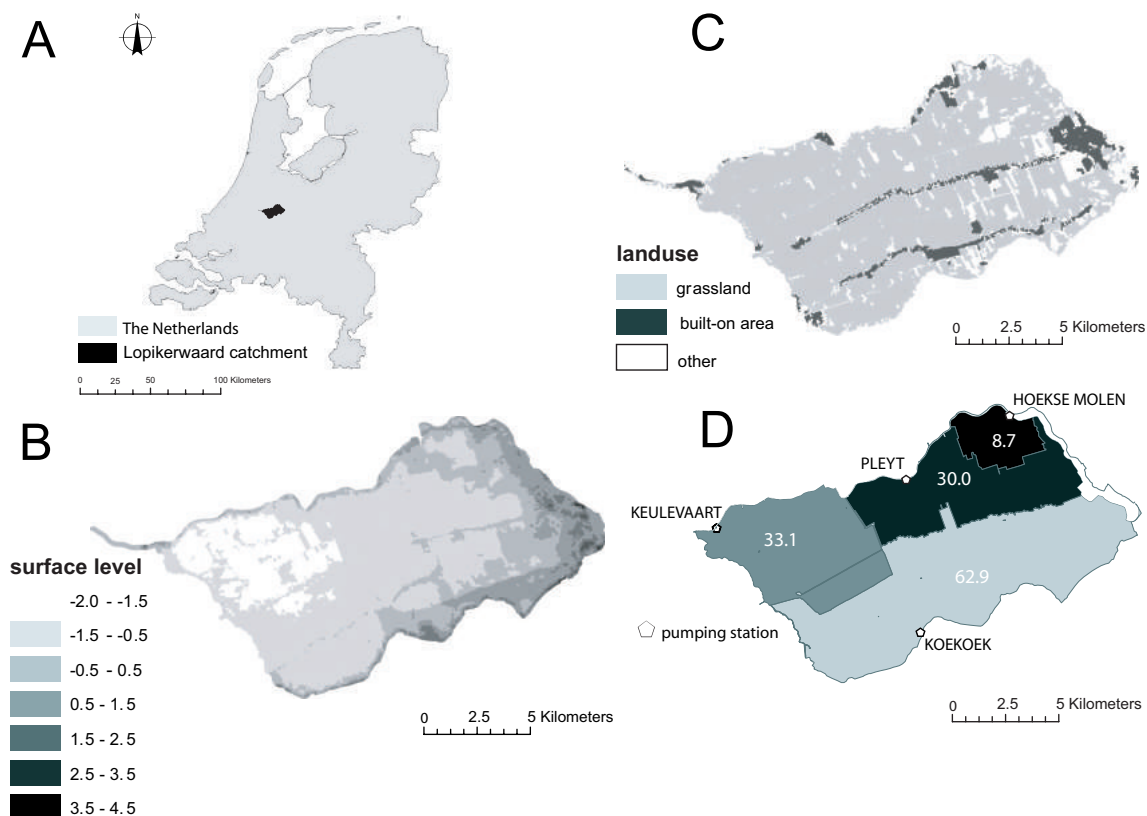 A
N
The Netherlands
Lopikerwaard catchment
0 25 50 100 Kilometers
C
landuse
grassland
built-on area
other
0 2.5 5 Kilometers
B
surface level
-2.0 - -1.5
-1.5 - -0.5
-0.5 - 0.5
0.5 - 1.5
1.5 - 2.5
2.5 - 3.5
3.5 - 4.5
0 2.5 5 Kilometers
D
HOEKSE MOLEN
8.7
PLEYT
30.0
KEULEVAART
33.1
62.9
pumping station
KOEKOEK
0 2.5 5 Kilometers